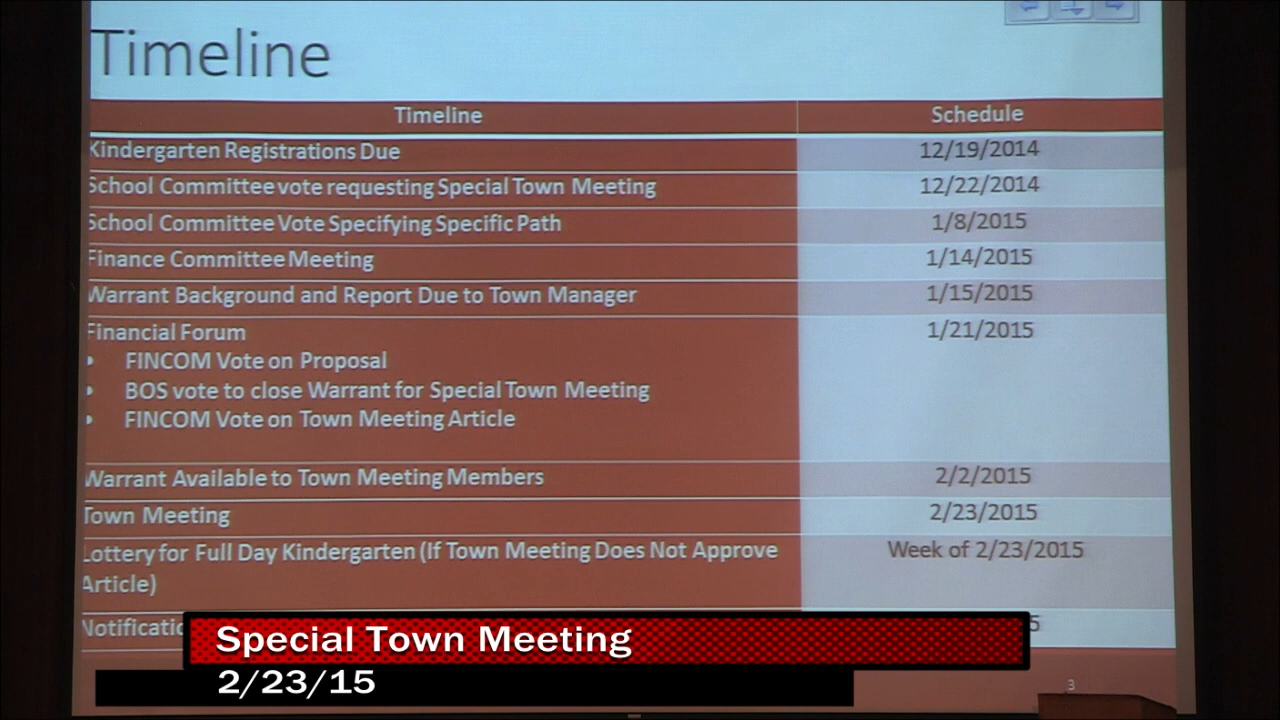 Timeline
Timeline Schedule
Kindergarten Registrations Due 12/19/2014
School Committee vote requesting Special Town Meeting 12/22/2014
School Committee Vote Specifying Specific Path 1/8/2015
Finance Committee Meeting 1/14/2015
Warrant Background and Report Due to Town Manager 1/15/2015
Financial Forum 1/21/2015
• FINCOM Vote on Proposal
• BOS vote to close Warrant for Special Town Meeting
• FINCOM Vote on Town Meeting Article
Warrant Available to Town Meeting Members 2/2/2015
Town Meeting 2/23/2015
Lottery for Full Day Kindergarten (If Town Meeting Does Not Approve Week of 2/23/2015
Article)
Special Town Meeting
2/23/15
3